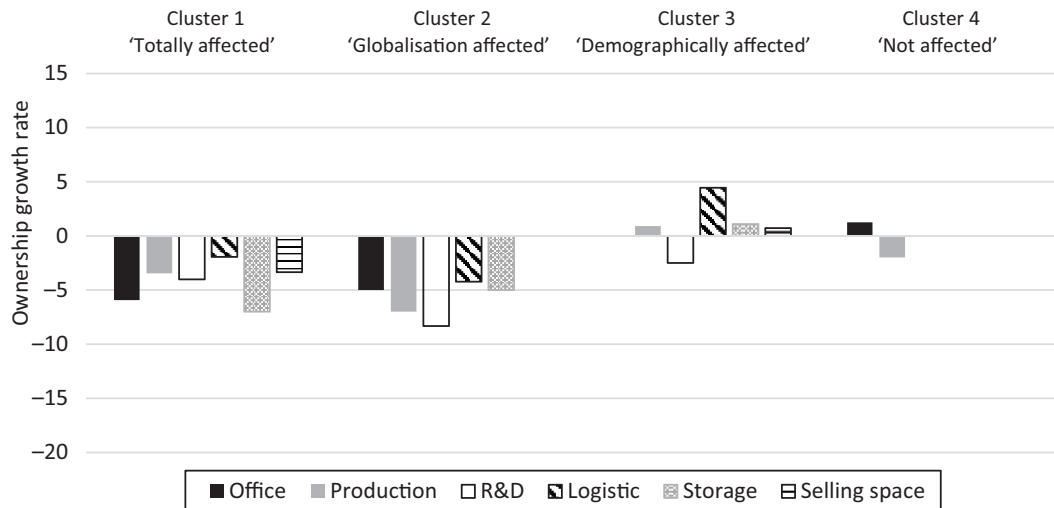 Cluster 1
‘Totally affected’
Cluster 2
‘Globalisation affected’
Cluster 3
‘Demographically affected’
Cluster 4
‘Not affected’
Ownership growth rate
15
10
5
0
–5
–10
–15
–20
Office
Production
R&D
Logistic
Storage
Selling space